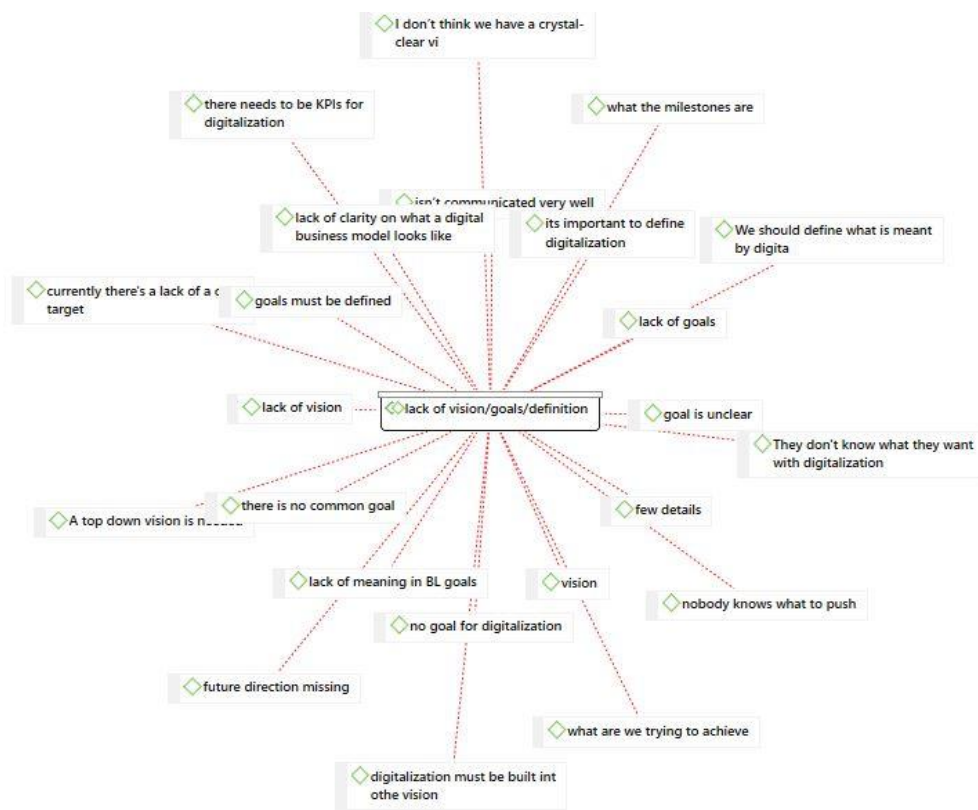 I don't think we have a crystal-
clear vi
there needs to be KPIs for
digitalization
what the milestones are
isn't communicated very well
lack of clarity on what a digital
business model looks like
its important to define
digitalization
We should define what is meant
by digita
currently there's a lack of a
target
goals must be defined
lack of goals
lack of vision
lack of vision/goals/definition
goal is unclear
They don't know what they want
with digitalization
there is no common goal
few details
A top down vision is needed
lack of meaning in BL goals
vision
nobody knows what to push
no goal for digitalization
future direction missing
what are we trying to achieve
digitalization must be built int
othe vision